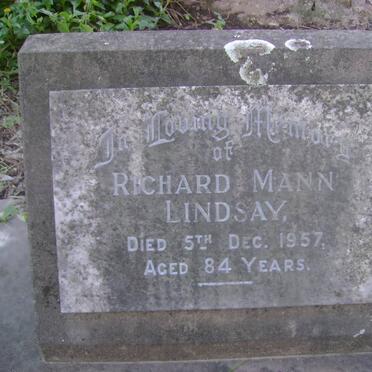 In Loving Memory
of
RICHARD MANN
LINDSAY,
DIED 5TH DEC. 1957,
AGED 84 YEARS.